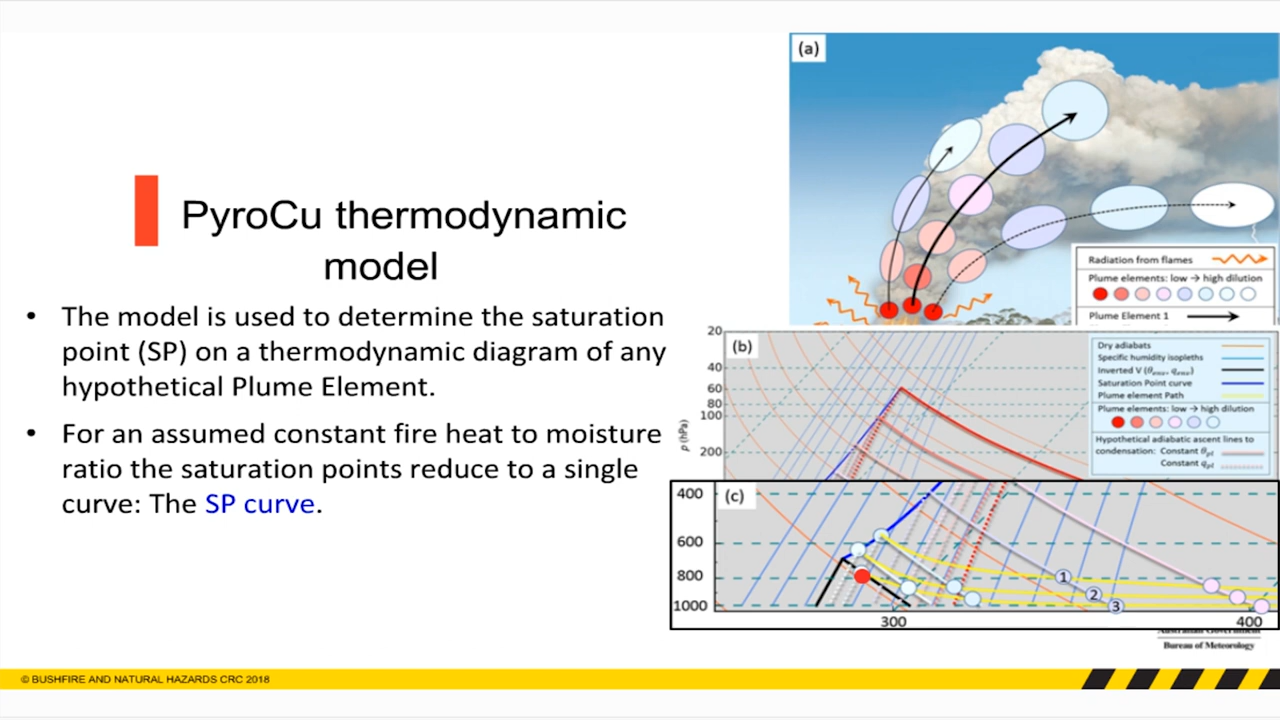 PyroCu thermodynamic
model
• The model is used to determine the saturation
point (SP) on a thermodynamic diagram of any
hypothetical Plume Element.
• For an assumed constant fire heat to moisture
ratio the saturation points reduce to a single
curve: The SP curve.
(a)
Radiation from flames
Plume elements: low → high dilution
Plume Element 1
(b)
20
40
60
80
100
200
p (hPa)
Dry adiabats
Specific humidity isopleths
Inverted V
Saturation Point curve
Plume element Path
Plume elements: low → high dilution
Hypothetical adiabatic ascent lines to
condensation: Constant θpl
Constant qpl
(c)
400
600
800
1000
1
2
3
300
400
Australian Government
Bureau of Meteorology
© BUSHFIRE AND NATURAL HAZARDS CRC 2018